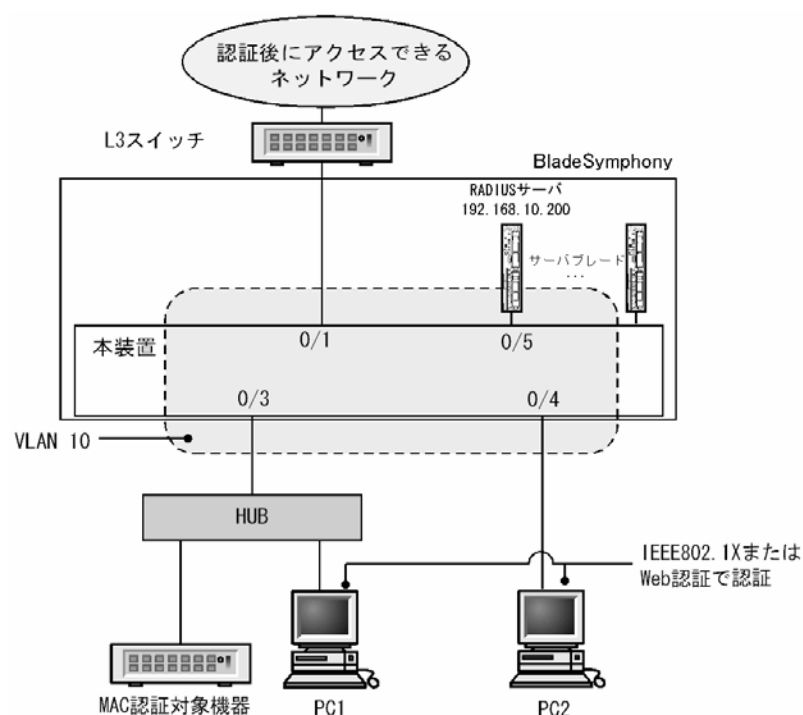 認証後にアクセスできる
ネットワーク
L3スイッチ
BladeSymphony
RADIUSサーバ
192.168.10.200
サーバブレード
...
本装置
0/1
0/5
0/3
0/4
VLAN 10
HUB
IEEE802.1Xまたは
Web認証で認証
MAC認証対象機器
PC1
PC2